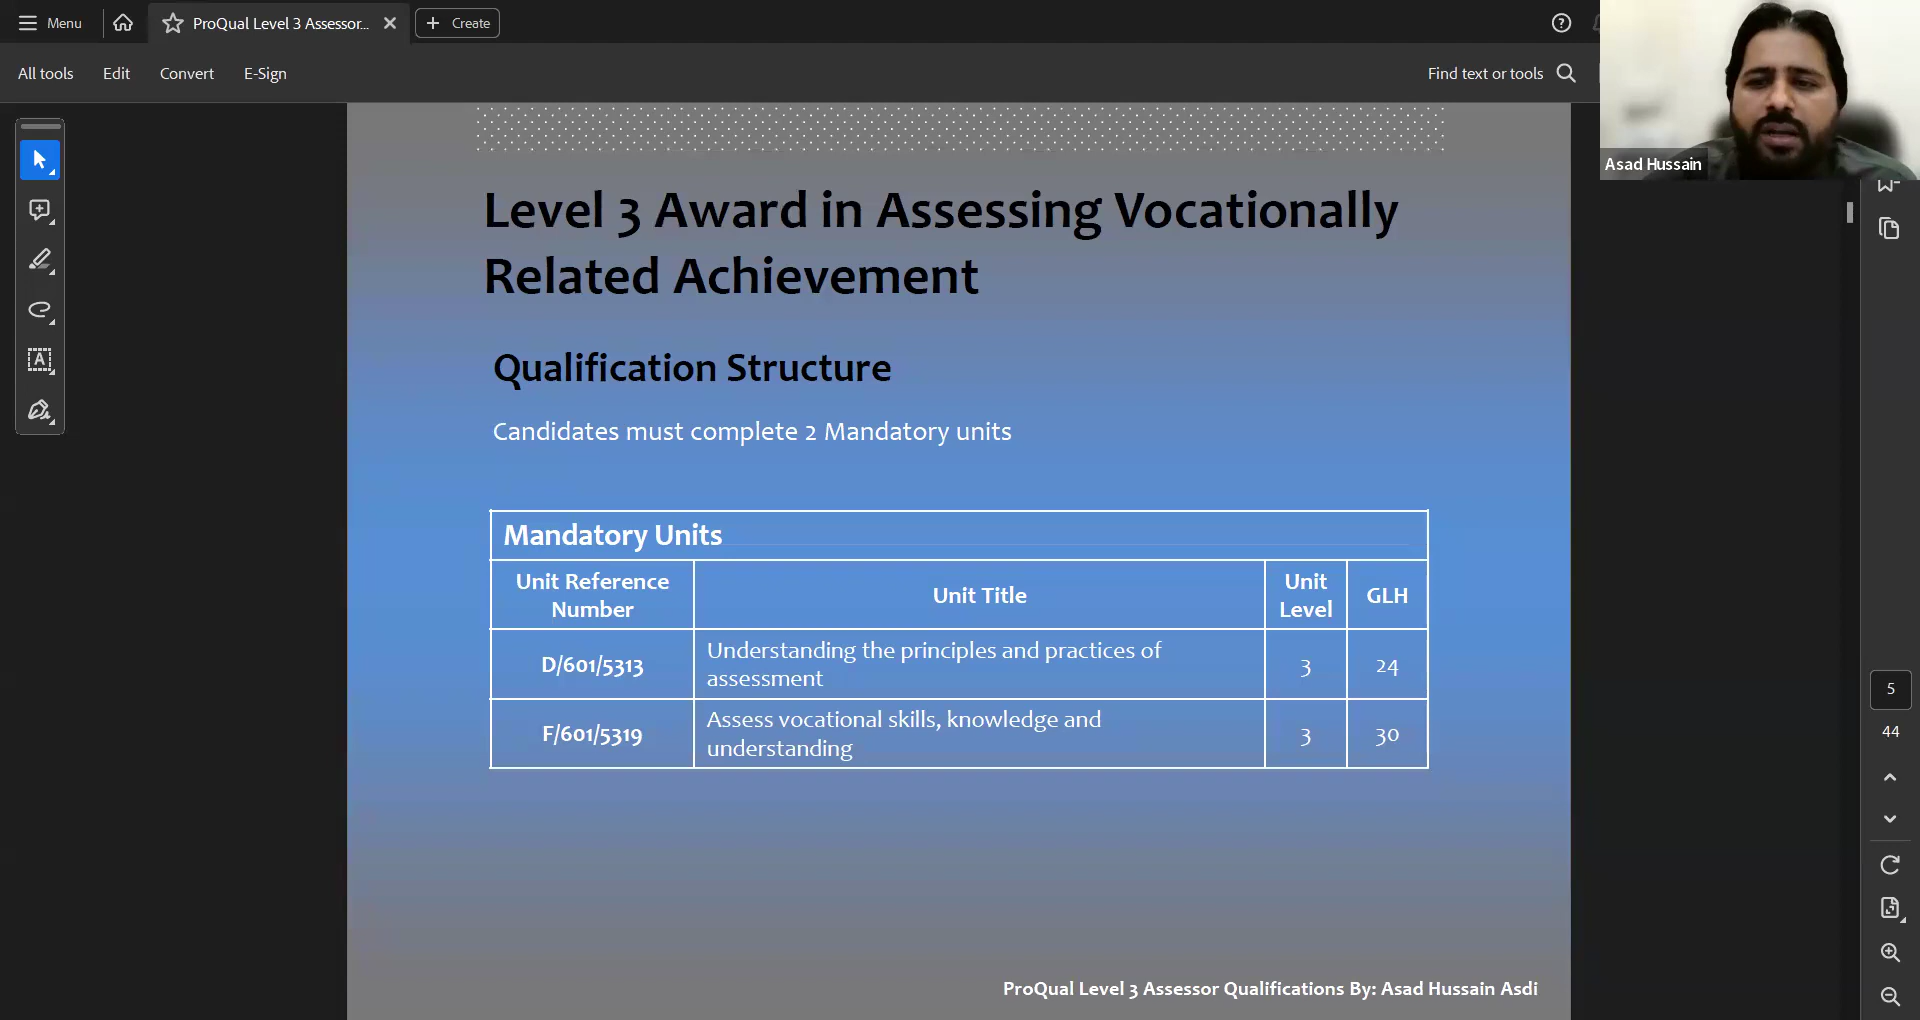 Menu
ProQual Level 3 Assessor...
Create
All tools
Edit
Convert
E-Sign
Find text or tools
Asad Hussain
Level 3 Award in Assessing Vocationally
Related Achievement
Qualification Structure
Candidates must complete 2 Mandatory units
Mandatory Units
Unit Reference
Number
Unit Title
Unit
Level
GLH
D/601/5313
Understanding the principles and practices of
assessment
3
24
F/601/5319
Assess vocational skills, knowledge and
understanding
3
30
5
44
ProQual Level 3 Assessor Qualifications By: Asad Hussain Asdi